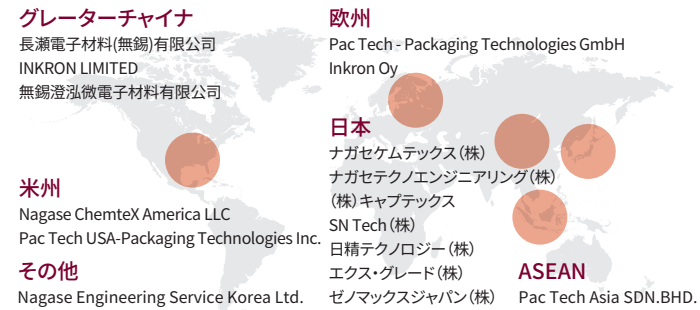 グレーターチャイナ
長瀬電子材料(無錫)有限公司
INKRON LIMITED
無錫澄泓微電子材料有限公司
米州
Nagase ChemteX America LLC
Pac Tech USA-Packaging Technologies Inc.
その他
Nagase Engineering Service Korea Ltd.
欧州
Pac Tech - Packaging Technologies GmbH
Inkron Oy
日本
ナガセケムテックス（株）
ナガセテクノエンジニアリング（株）
（株）キャプテックス
SN Tech（株）
日精テクノロジー（株）
エクス・グレード（株）
ゼノマックスジャパン（株）
ASEAN
Pac Tech Asia SDN.BHD.